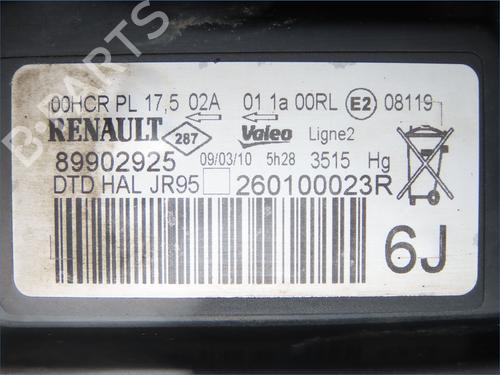 00HCR PL 17,5 02A 01 1a 00RL E2 08119
RENAULT 287 Valeo Ligne2
89902925 09/03/10 5h28 3515 Hg
DTD HAL JR95 260100023R
6J
B-PARTS